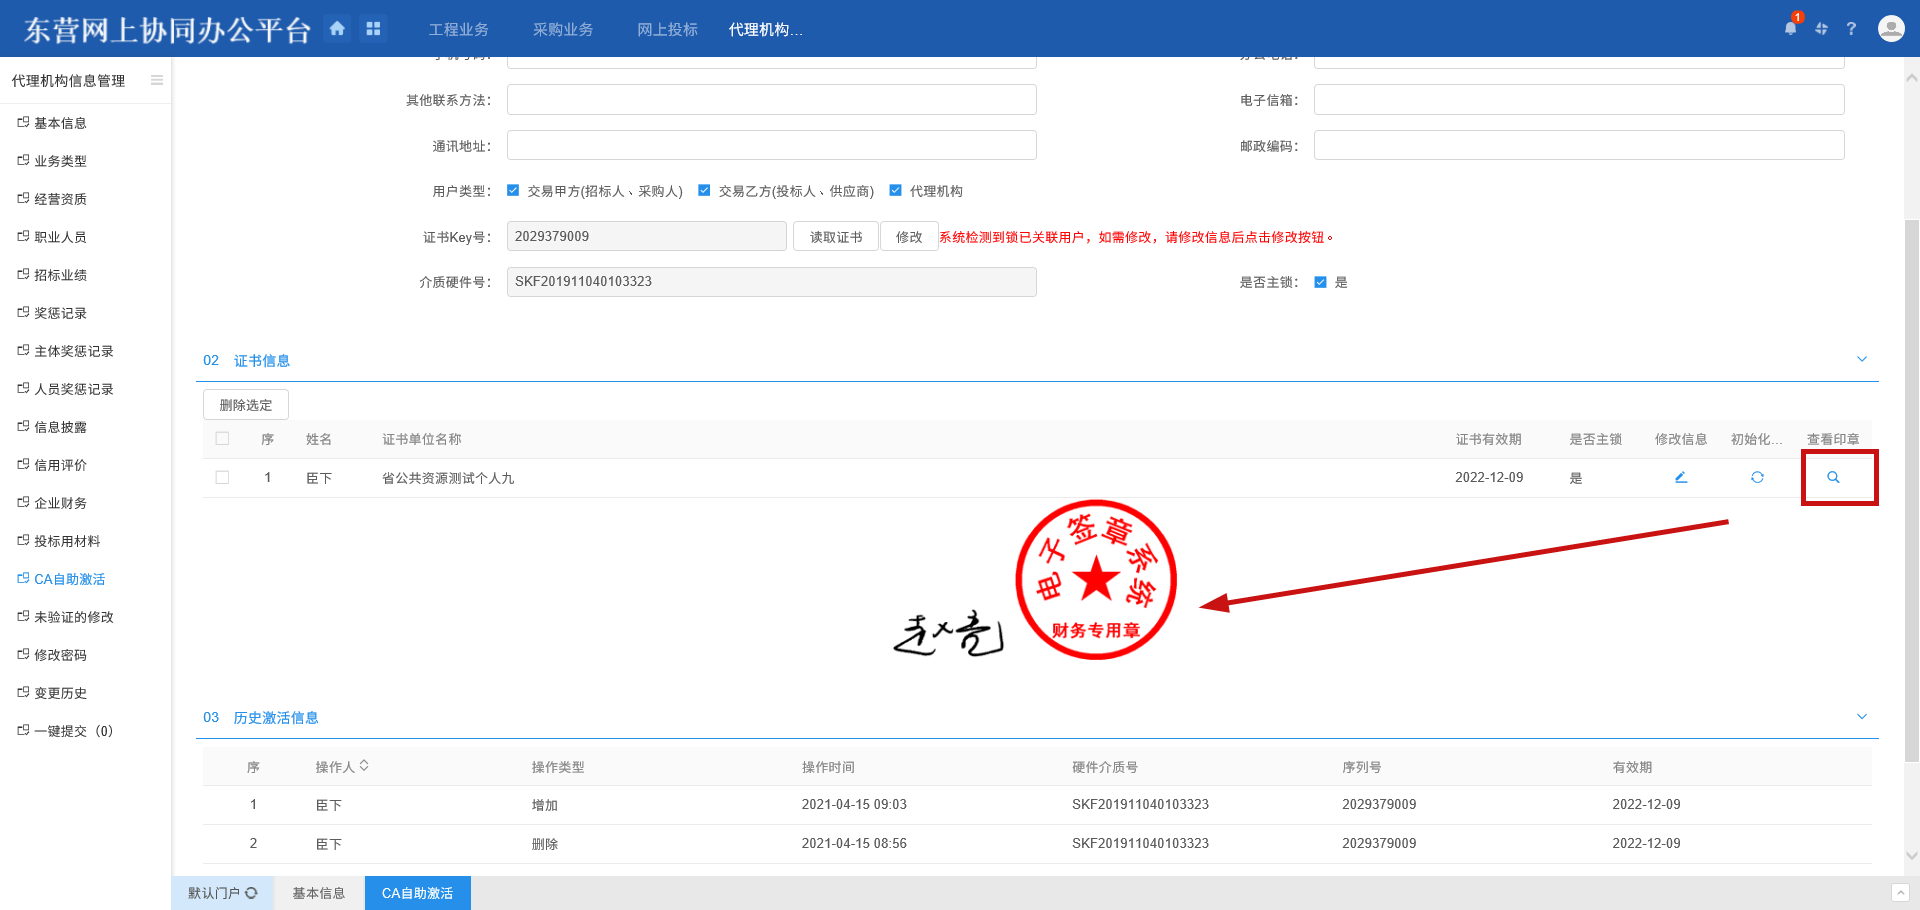 东营网上协同办公平台 工程业务 采购业务 网上投标 代理机构... 1 ?
代理机构信息管理
基本信息
业务类型
经营资质
职业人员
招标业绩
奖惩记录
主体奖惩记录
人员奖惩记录
信息披露
信用评价
企业财务
投标用材料
CA自助激活
未验证的修改
修改密码
变更历史
一键提交（0）
其他联系方法： 电子信箱：
通讯地址： 邮政编码：
用户类型： 交易甲方(招标人、采购人) 交易乙方(投标人、供应商) 代理机构
证书Key号： 2029379009 读取证书 修改 系统检测到锁已关联用户，如需修改，请修改信息后点击修改按钮。
介质硬件号： SKF201911040103323 是否主锁： 是
02 证书信息
删除选定
序 姓名 证书单位名称 证书有效期 是否主锁 修改信息 初始化... 查看印章
1 臣下 省公共资源测试个人九 2022-12-09 是
电子签章系统
财务专用章
03 历史激活信息
序 操作人 操作类型 操作时间 硬件介质号 序列号 有效期
1 臣下 增加 2021-04-15 09:03 SKF201911040103323 2029379009 2022-12-09
2 臣下 删除 2021-04-15 08:56 SKF201911040103323 2029379009 2022-12-09
默认门户 基本信息 CA自助激活